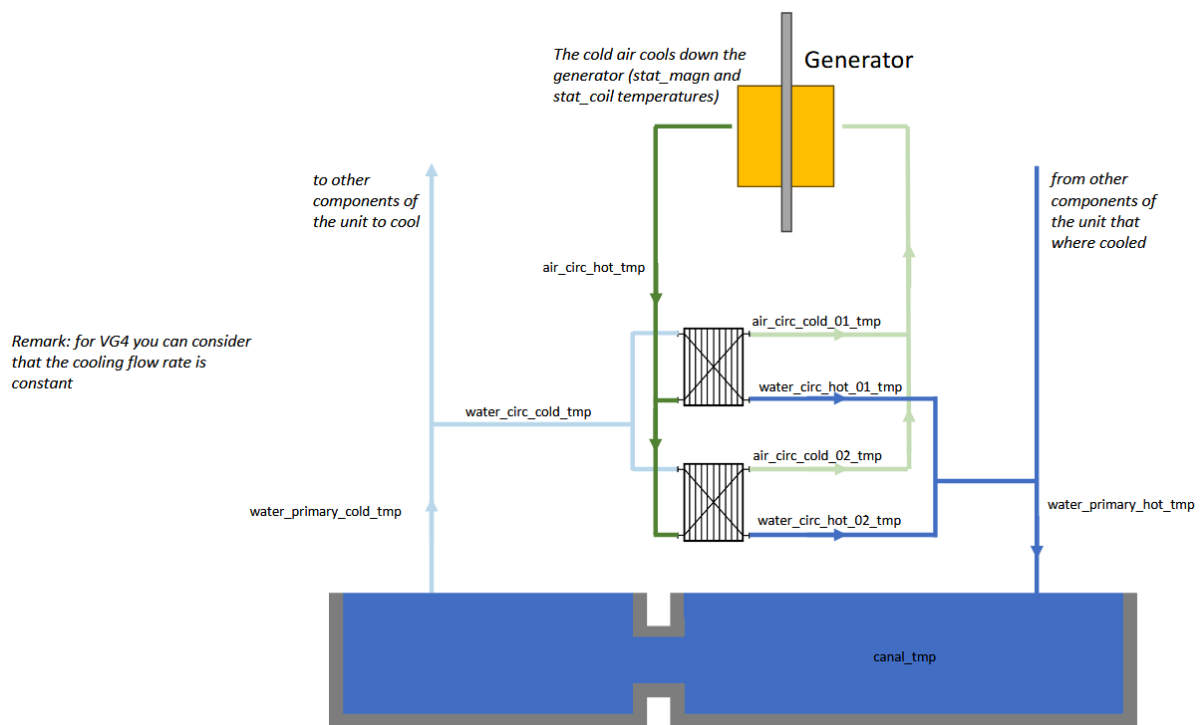 The cold air cools down the
generator (stat_magn and
stat_coil temperatures)
Generator
to other
components of
the unit to cool
from other
components of
the unit that
where cooled
air_circ_hot_tmp
Remark: for VG4 you can consider
that the cooling flow rate is
constant
air_circ_cold_01_tmp
water_circ_hot_01_tmp
water_circ_cold_tmp
air_circ_cold_02_tmp
water_primary_cold_tmp
water_circ_hot_02_tmp
water_primary_hot_tmp
canal_tmp